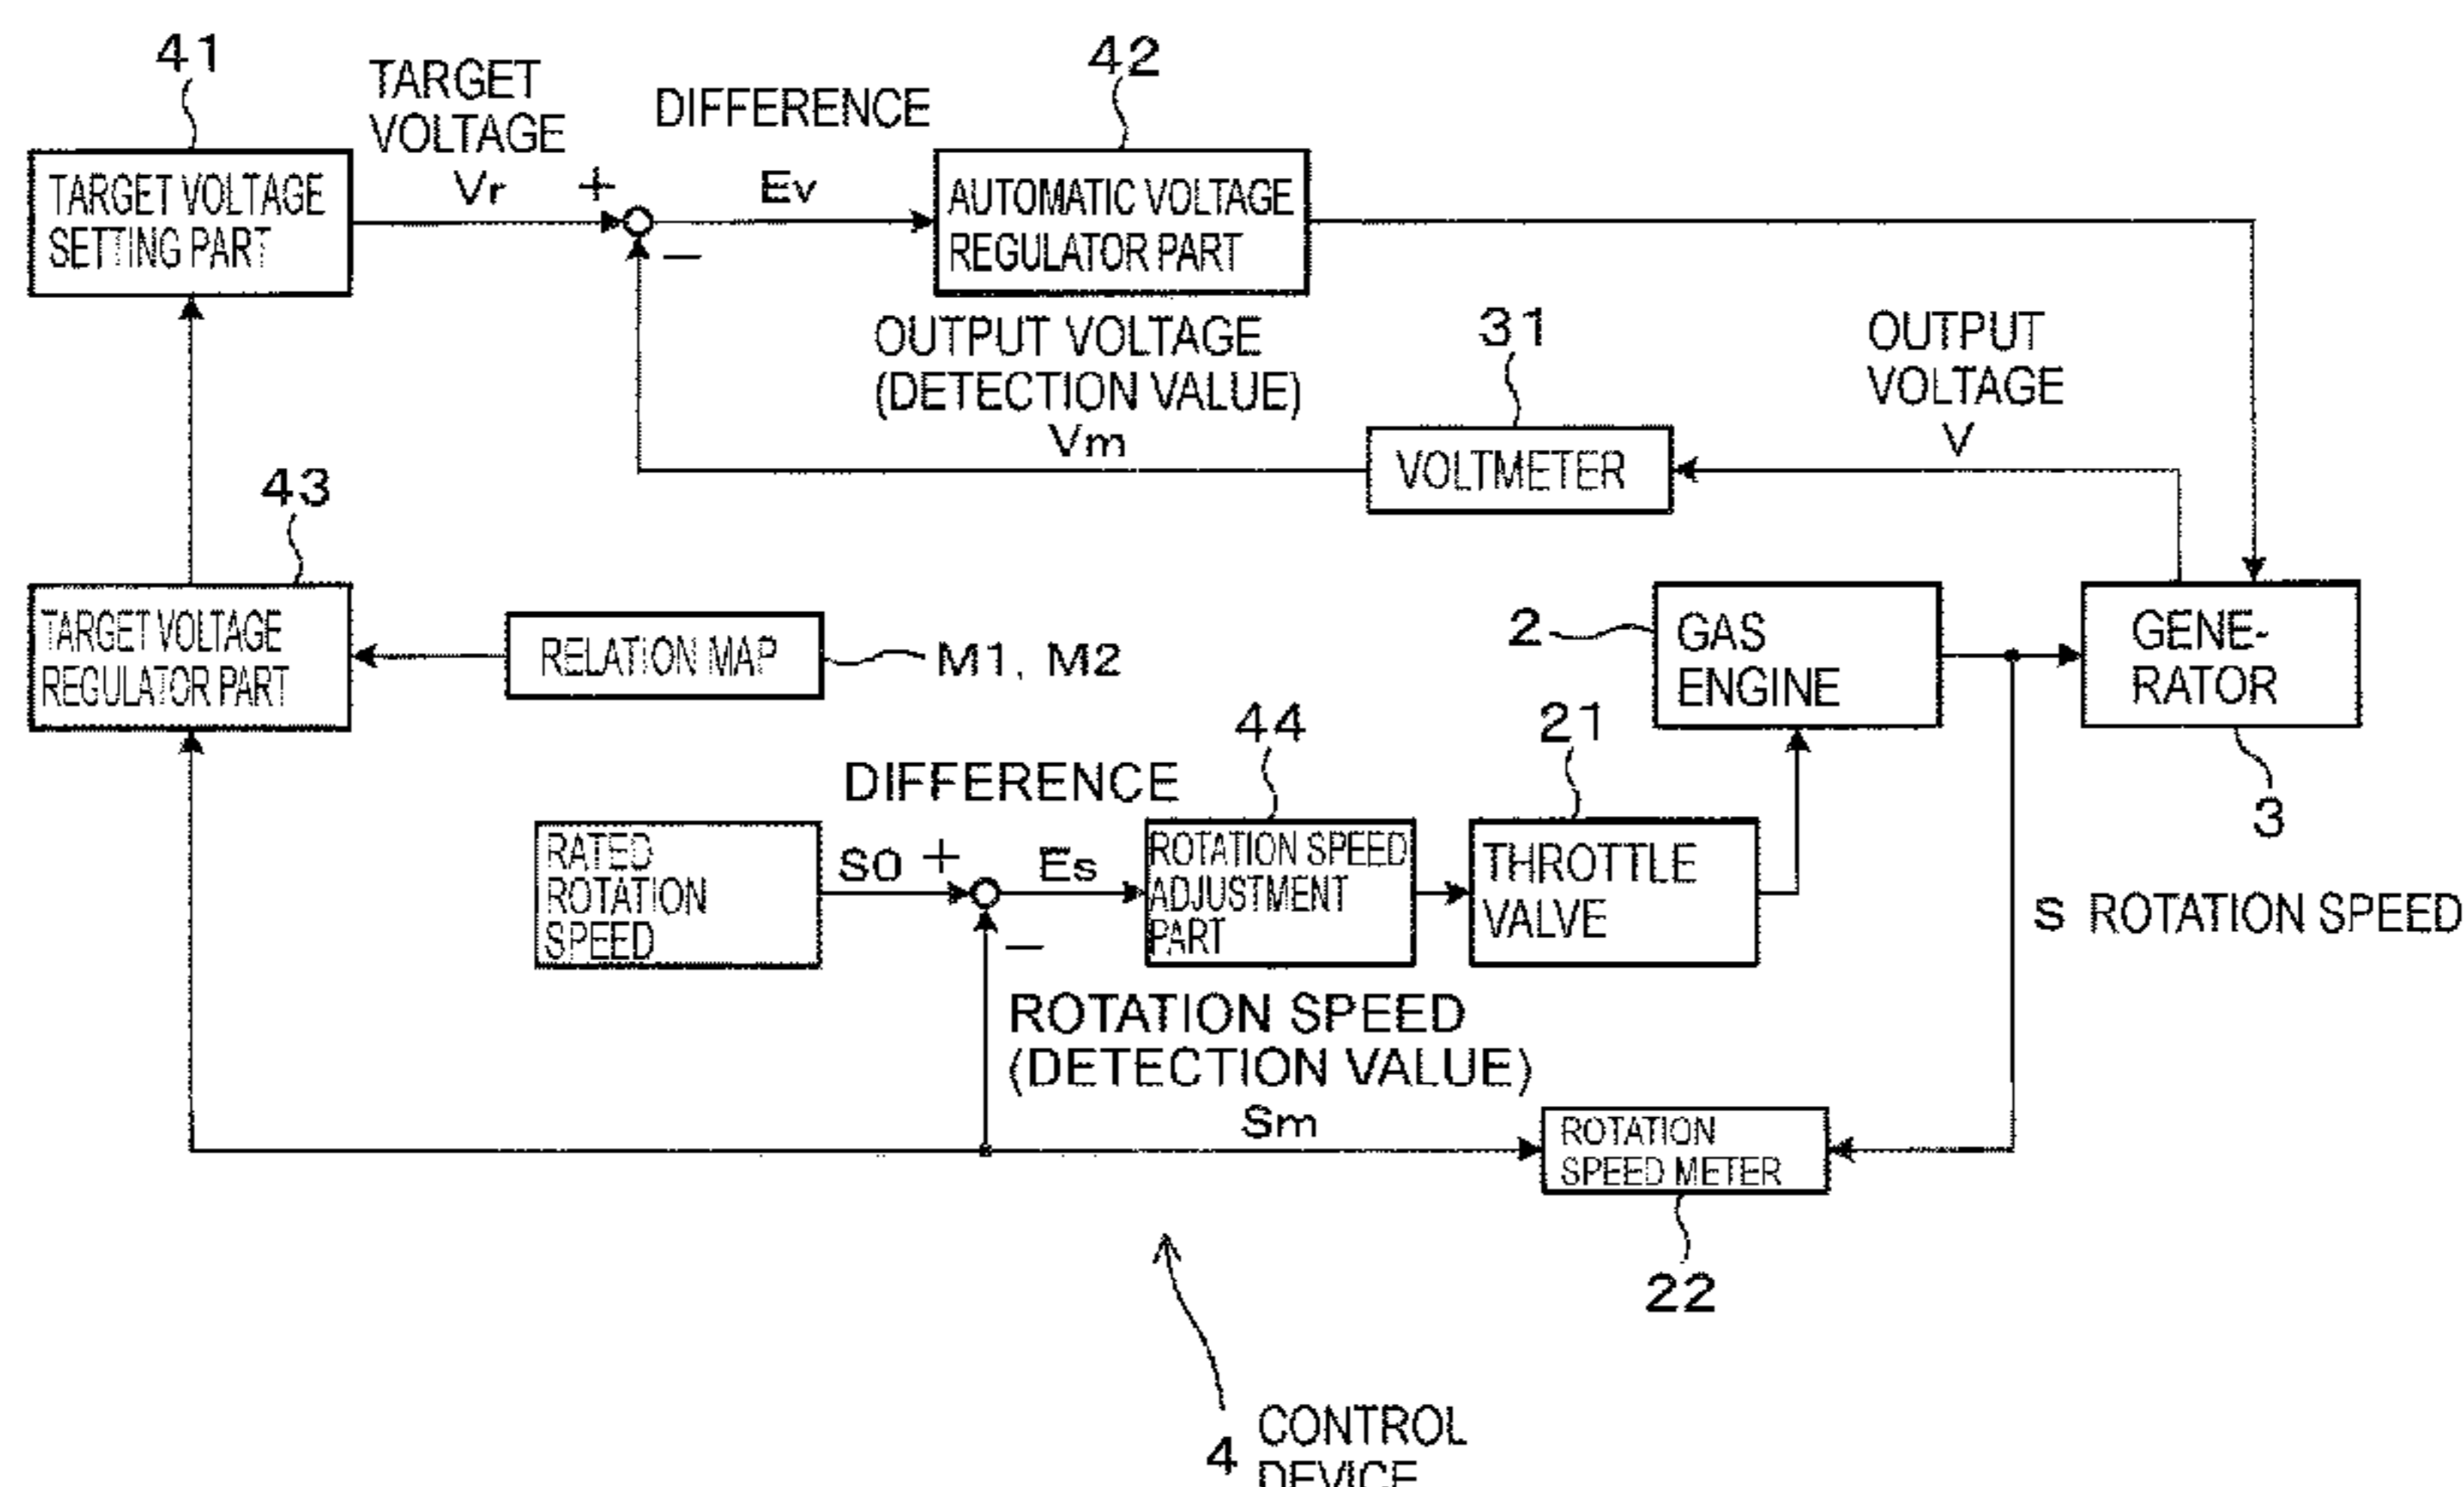 41
TARGET
VOLTAGE
Vr
+
DIFFERENCE
Ev
42
TARGET VOLTAGE
SETTING PART
−
AUTOMATIC VOLTAGE
REGULATOR PART
OUTPUT VOLTAGE
(DETECTION VALUE)
Vm
31
VOLTMETER
OUTPUT
VOLTAGE
V
43
TARGET VOLTAGE
REGULATOR PART
RELATION MAP
M1, M2
2
GAS
ENGINE
GENE-
RATOR
3
DIFFERENCE
44
21
RATED
ROTATION
SPEED
S0
+
−
Es
ROTATION SPEED
ADJUSTMENT
PART
THROTTLE
VALVE
S ROTATION SPEED
ROTATION SPEED
(DETECTION VALUE)
Sm
ROTATION
SPEED METER
22
4
CONTROL
DEVICE